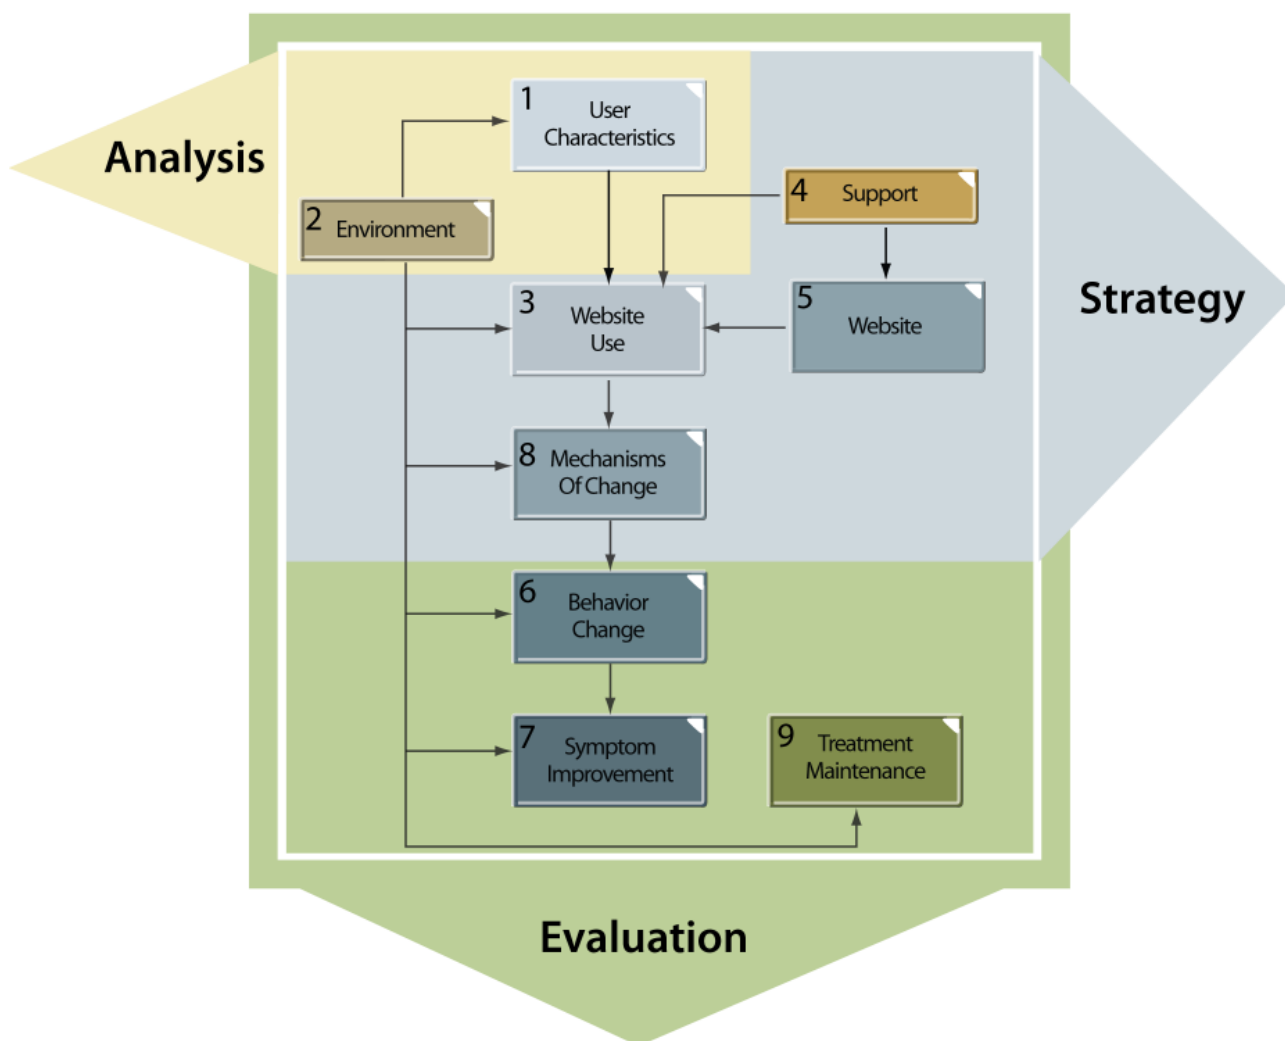 Analysis
1
User
Characteristics
2
Environment
4
Support
3
Website
Use
5
Website
Strategy
8
Mechanisms
Of Change
6
Behavior
Change
7
Symptom
Improvement
9
Treatment
Maintenance
Evaluation